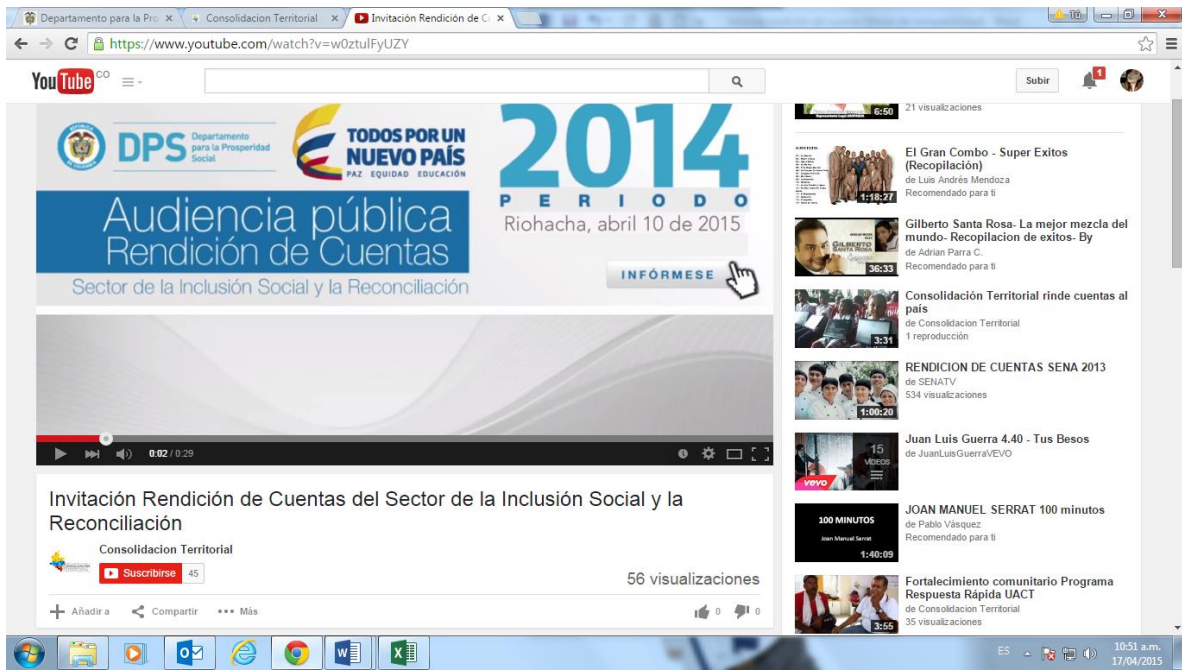 Departamento para la Pro
Consolidacion Territorial
Invitación Rendición de C
Tú
https://www.youtube.com/watch?v=w0ztulFyUZY
YouTube CO
Subir
1
DPS Departamento para la Prosperidad Social
TODOS POR UN
NUEVO PAÍS
PAZ EQUIDAD EDUCACIÓN
2014
PERIODO
Riohacha, abril 10 de 2015
INFÓRMESE
Audiencia pública
Rendición de Cuentas
Sector de la Inclusión Social y la Reconciliación
0:02 / 0:29
Invitación Rendición de Cuentas del Sector de la Inclusión Social y la
Reconciliación
Consolidacion Territorial
Suscribirse 45
56 visualizaciones
Añadir a Compartir Más
0 0
6:50
21 visualizaciones
1:18:27
El Gran Combo - Super Exitos
(Recopilación)
de Luis Andrés Mendoza
Recomendado para ti
GILBERTO
SANTA ROSA
36:33
Gilberto Santa Rosa- La mejor mezcla del
mundo- Recopilacion de exitos- By
de Adrian Parra C.
Recomendado para ti
3:31
Consolidación Territorial rinde cuentas al
país
de Consolidacion Territorial
1 reproducción
1:00:20
RENDICION DE CUENTAS SENA 2013
de SENATV
534 visualizaciones
15
VÍDEOS
vevo
Juan Luis Guerra 4.40 - Tus Besos
de JuanLuisGuerraVEVO
100 MINUTOS
Joan Manuel Serrat
1:40:09
JOAN MANUEL SERRAT 100 minutos
de Pablo Vásquez
Recomendado para ti
3:55
Fortalecimiento comunitario Programa
Respuesta Rápida UACT
de Consolidacion Territorial
35 visualizaciones
ES
10:51 a.m.
17/04/2015